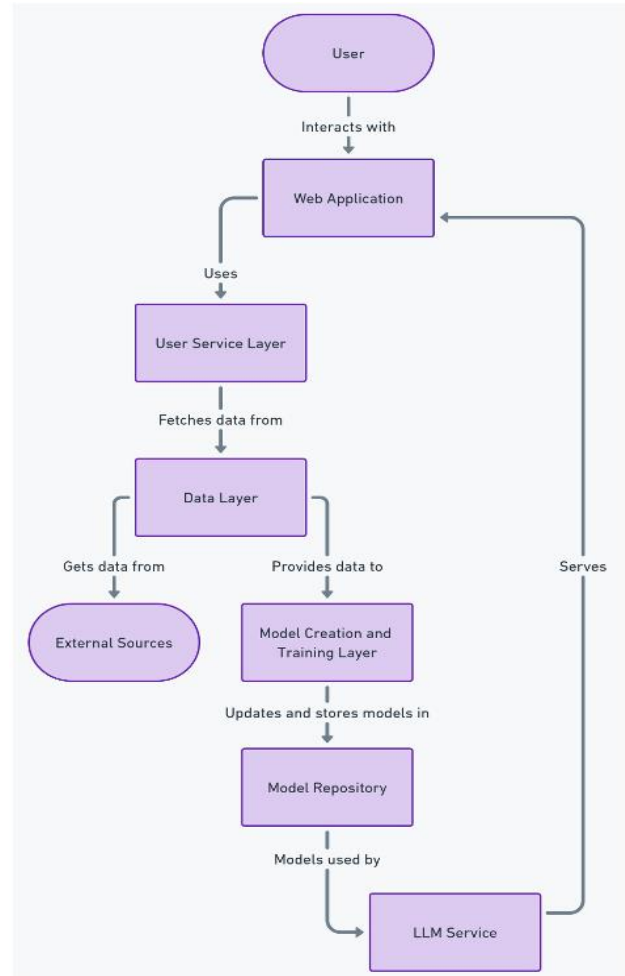 User
Interacts with
Web Application
Uses
User Service Layer
Fetches data from
Data Layer
Gets data from
Provides data to
Serves
External Sources
Model Creation and
Training Layer
Updates and stores models in
Model Repository
Models used by
LLM Service